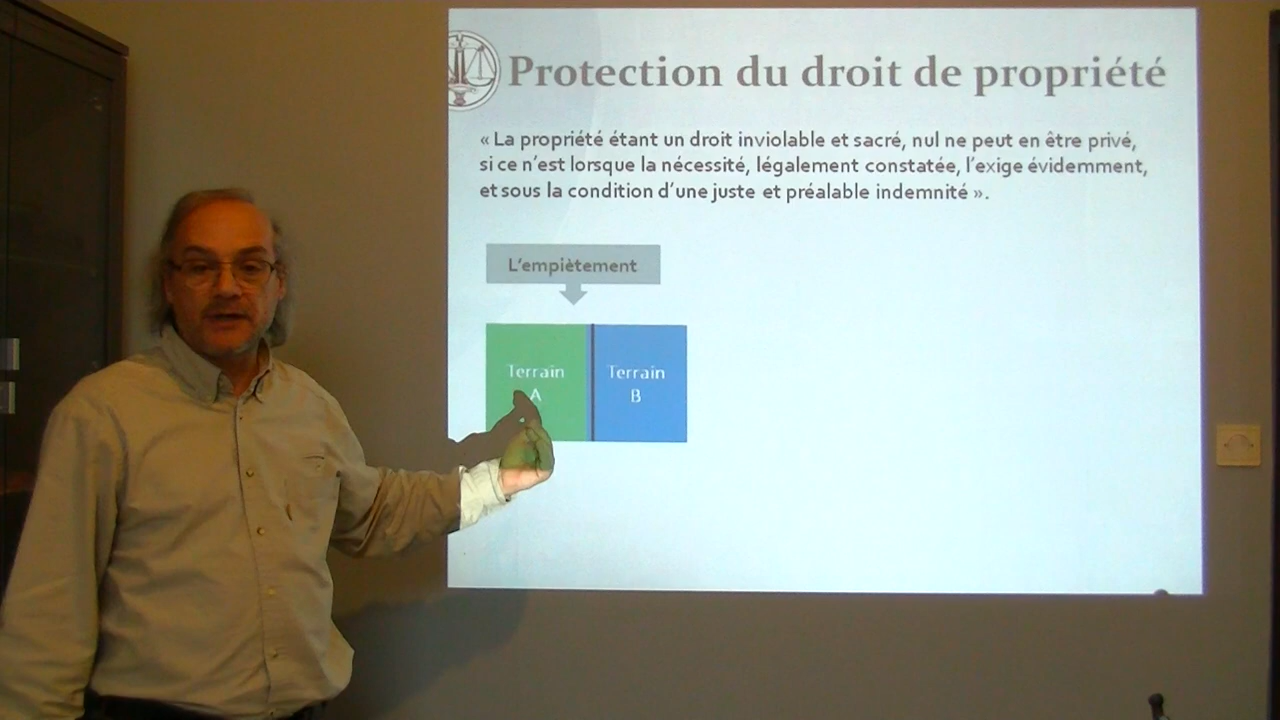 Protection du droit de propriété
« La propriété étant un droit inviolable et sacré, nul ne peut en être privé,
si ce n’est lorsque la nécessité, légalement constatée, l’exige évidemment,
et sous la condition d’une juste et préalable indemnité ».
L’empiètement
Terrain
A
Terrain
B